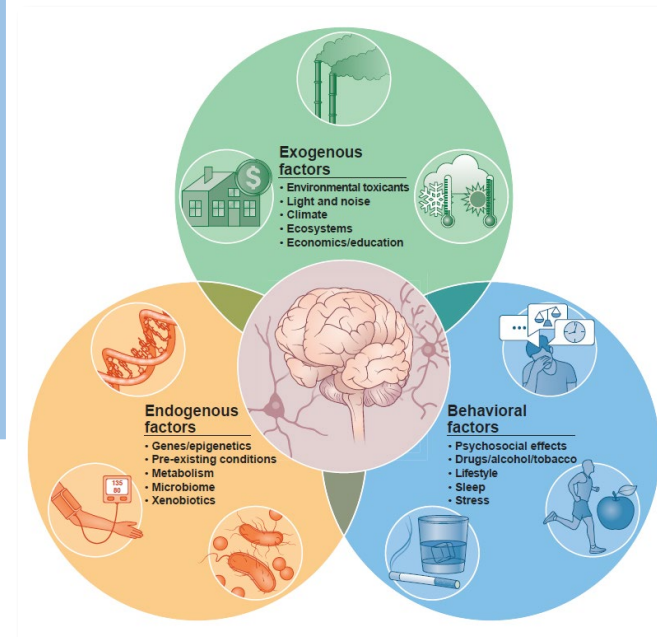 $
Exogenous
factors
• Environmental toxicants
• Light and noise
• Climate
• Ecosystems
• Economics/education
Endogenous
factors
• Genes/epigenetics
• Pre-existing conditions
• Metabolism
• Microbiome
• Xenobiotics
135
80
Behavioral
factors
• Psychosocial effects
• Drugs/alcohol/tobacco
• Lifestyle
• Sleep
• Stress